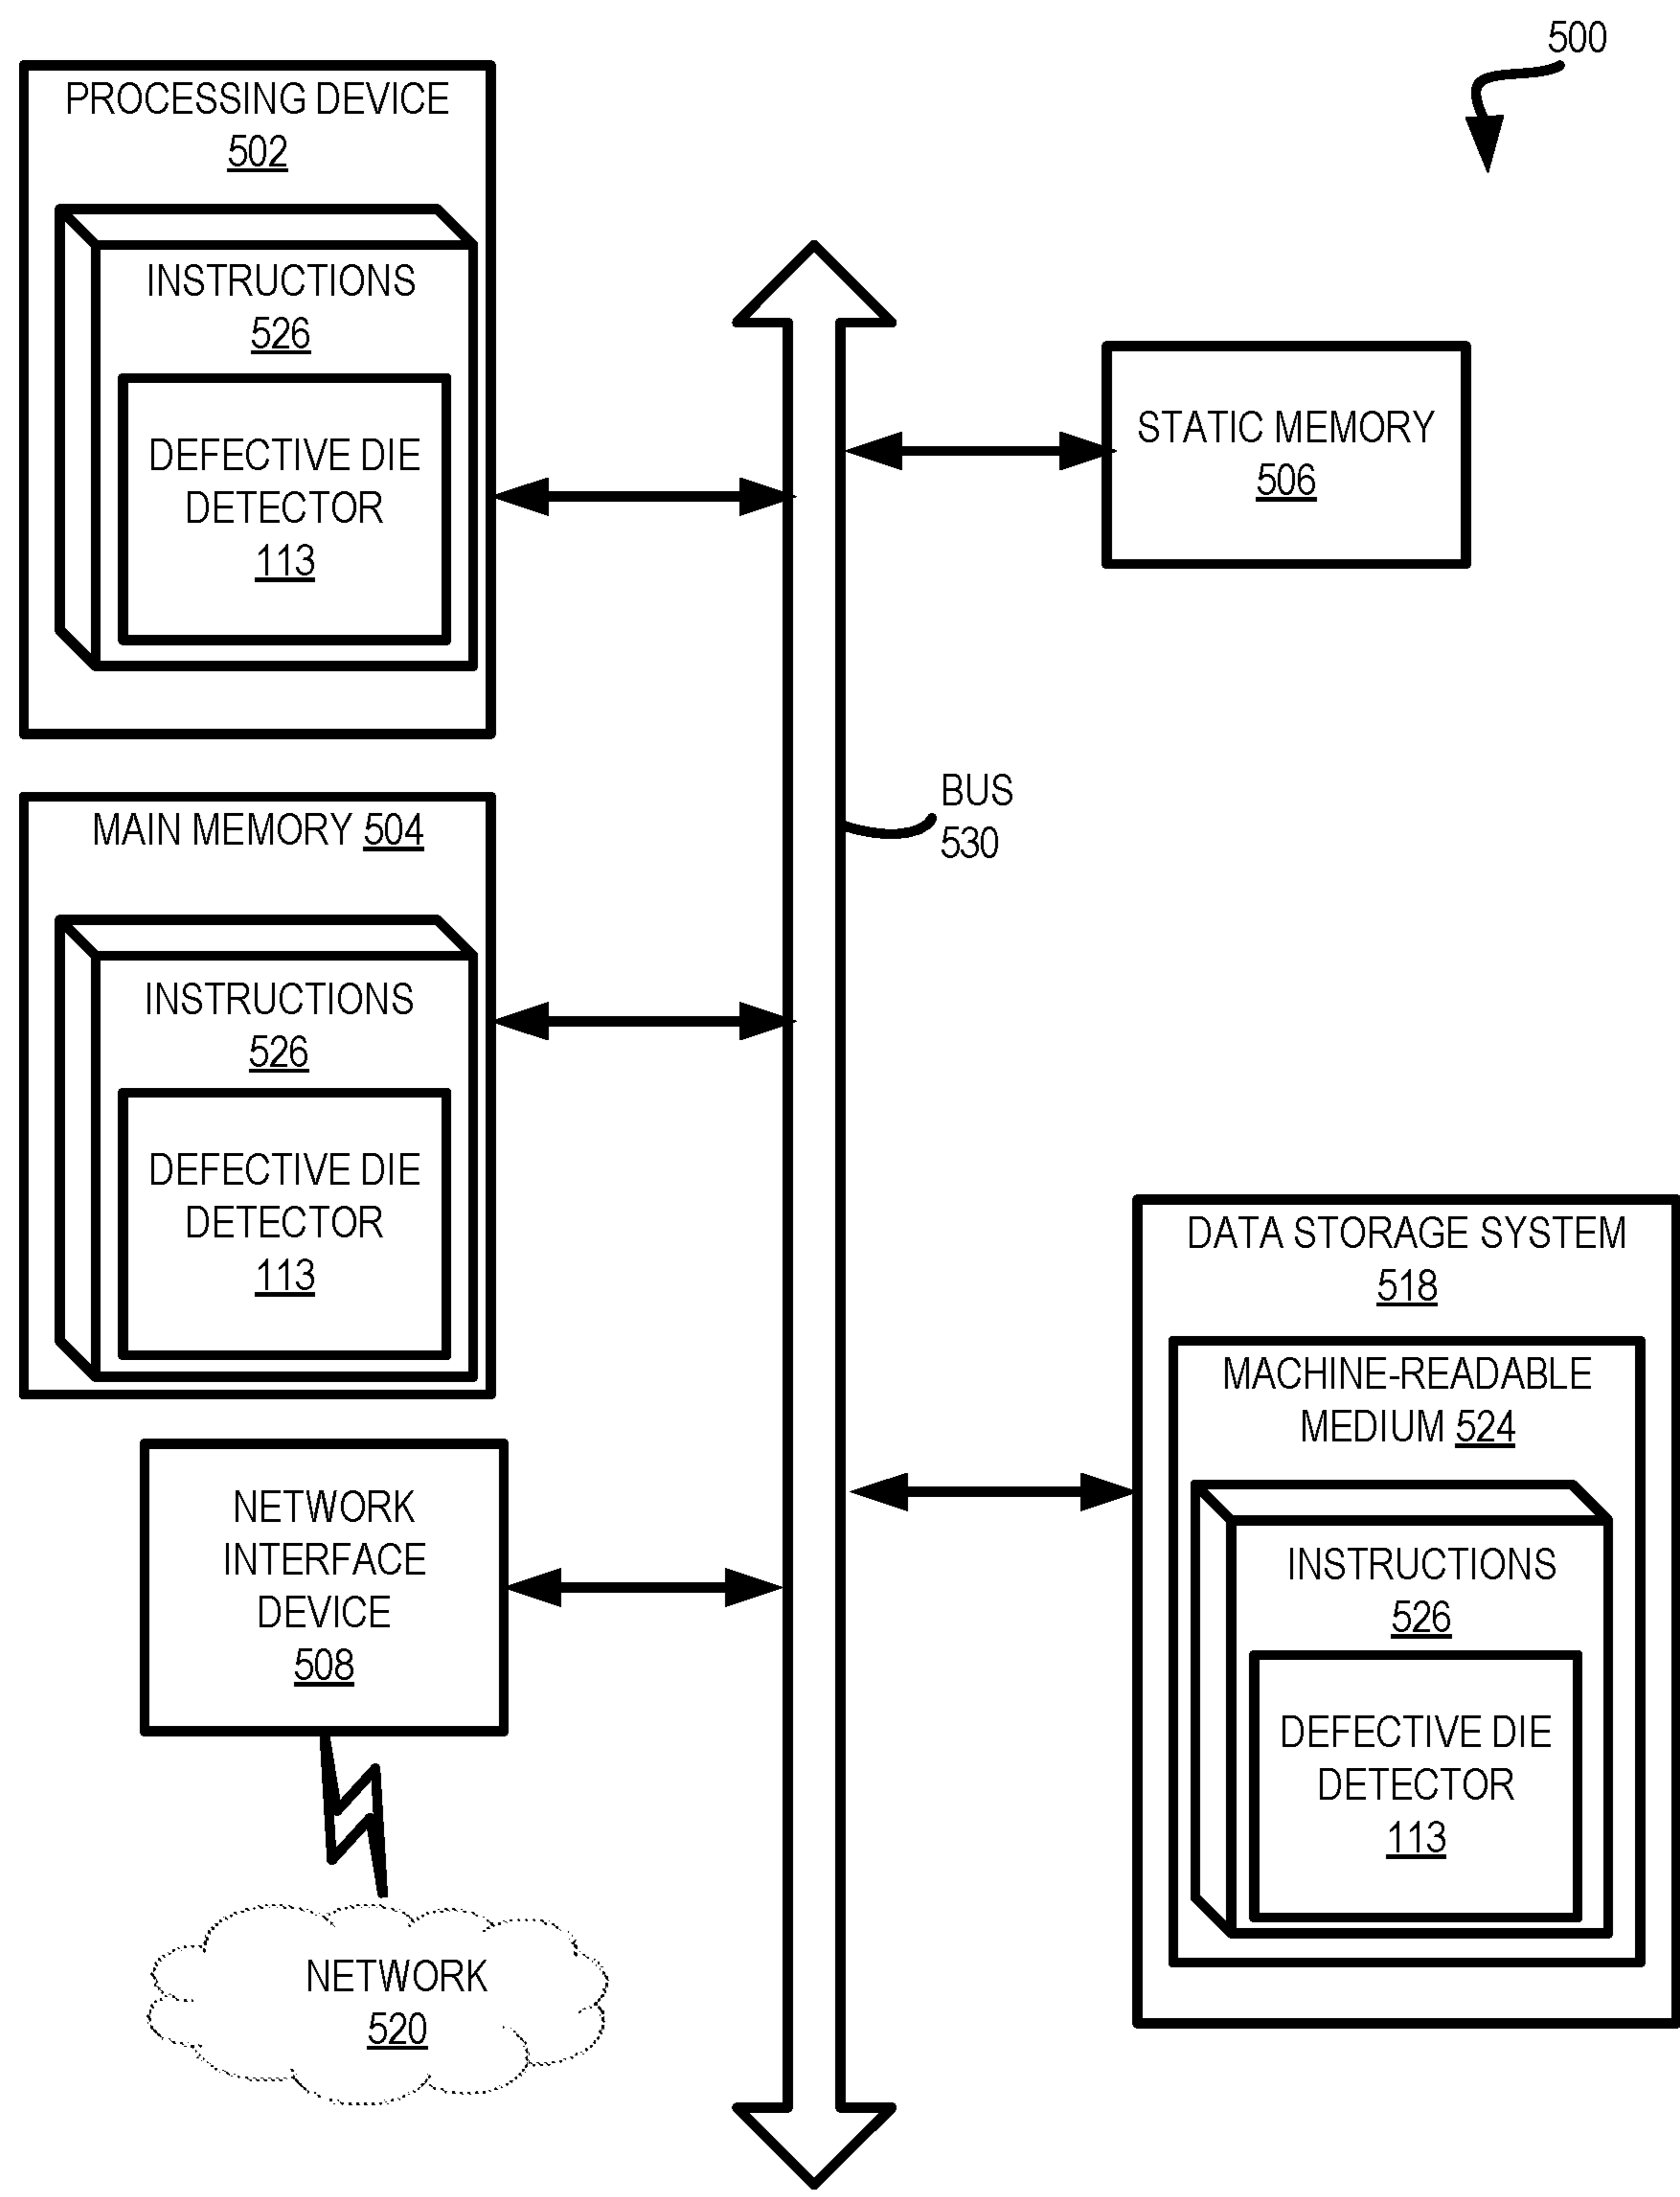 500
PROCESSING DEVICE
502
INSTRUCTIONS
526
DEFECTIVE DIE
DETECTOR
113
STATIC MEMORY
506
BUS
530
MAIN MEMORY 504
INSTRUCTIONS
526
DEFECTIVE DIE
DETECTOR
113
DATA STORAGE SYSTEM
518
MACHINE-READABLE
MEDIUM 524
INSTRUCTIONS
526
DEFECTIVE DIE
DETECTOR
113
NETWORK
INTERFACE
DEVICE
508
NETWORK
520